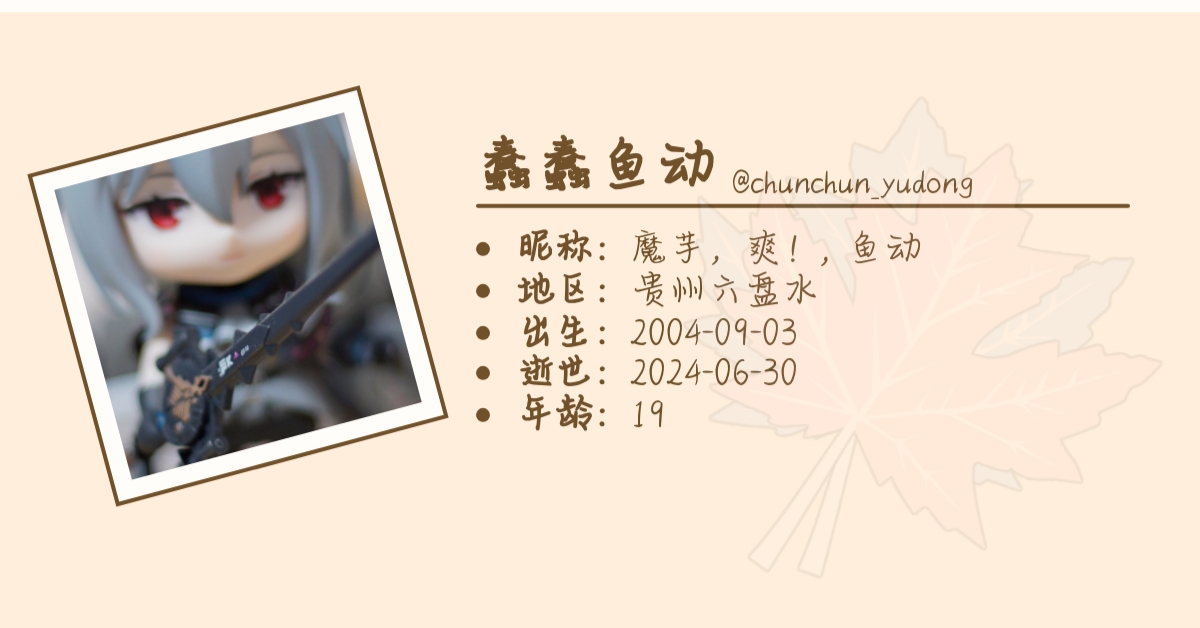 蠢蠢鱼动 @chunchun_yudong
• 昵称：魔芋，爽！，鱼动
• 地区：贵州六盘水
• 出生：2004-09-03
• 逝世：2024-06-30
• 年龄：19